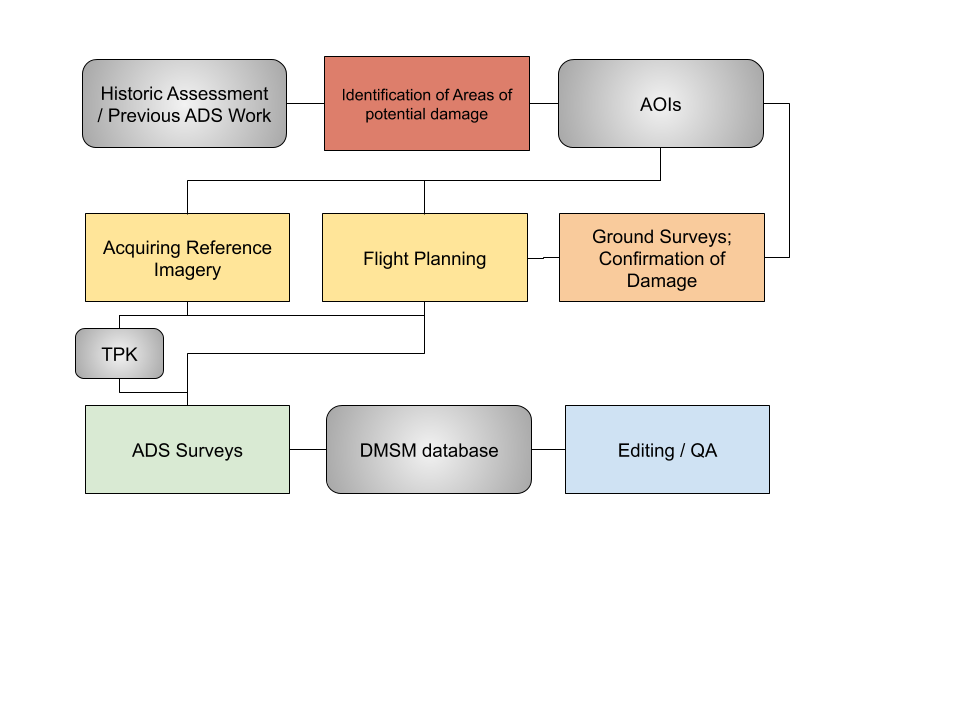 Historic Assessment
/ Previous ADS Work
Identification of Areas of
potential damage
AOIs
Acquiring Reference
Imagery
Flight Planning
Ground Surveys;
Confirmation of
Damage
TPK
ADS Surveys
DMSM database
Editing / QA